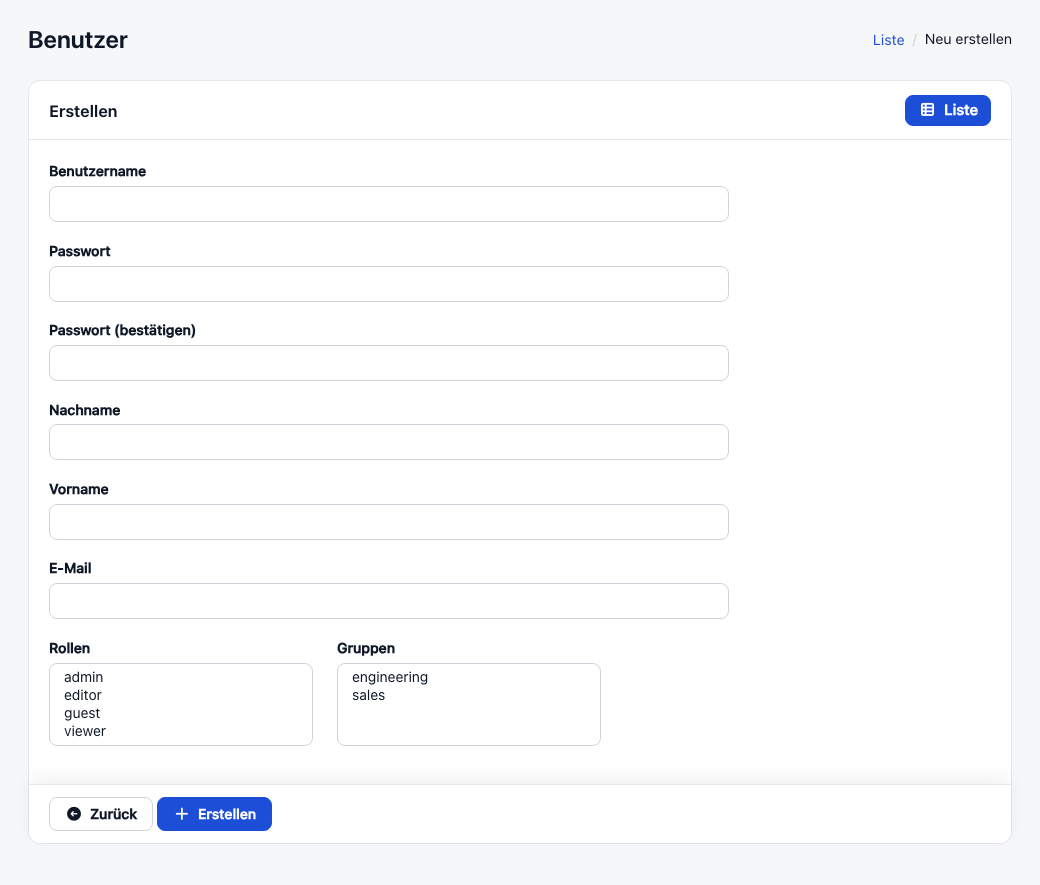 Benutzer
Liste / Neu erstellen
Erstellen
Liste
Benutzername
Passwort
Passwort (bestätigen)
Nachname
Vorname
E-Mail
Rollen
admin
editor
guest
viewer
Gruppen
engineering
sales
Zurück
Erstellen